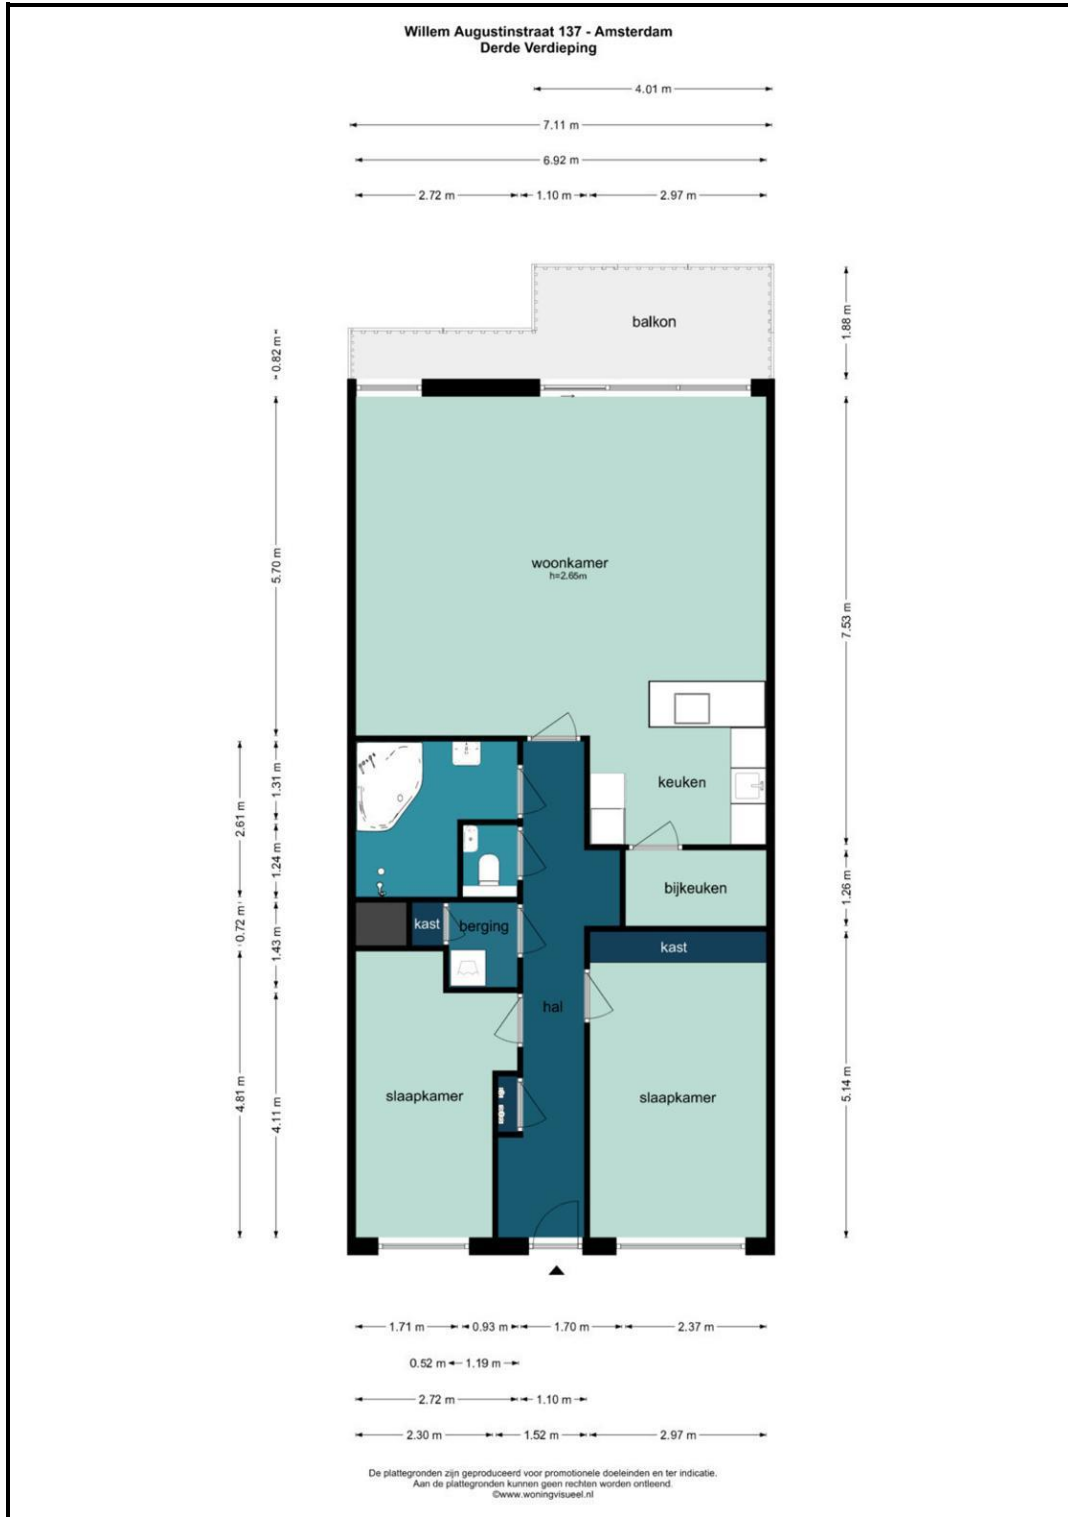 Willem Augustinstraat 137 - Amsterdam
Derde Verdieping
4.01 m
7.11 m
6.92 m
2.72 m
1.10 m
2.97 m
balkon
1.88 m
0.82 m
5.70 m
woonkamer
h=2.65m
7.53 m
keuken
2.61 m
1.31 m
1.24 m
bijkeuken
1.26 m
0.72 m
1.43 m
kast
berging
kast
hal
slaapkamer
slaapkamer
4.81 m
4.11 m
5.14 m
1.71 m
0.93 m
1.70 m
2.37 m
0.52 m
1.19 m
2.72 m
1.10 m
2.30 m
1.52 m
2.97 m
De plattegronden zijn geproduceerd voor promotionele doeleinden en ter indicatie.
Aan de plattegronden kunnen geen rechten worden ontleend.
©www.woningvisueel.nl